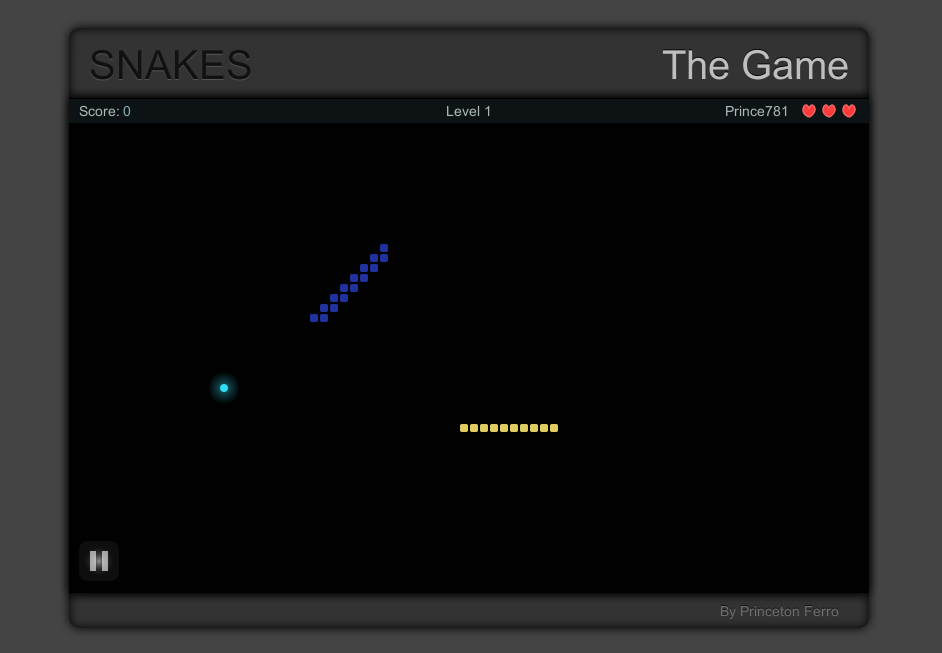 SNAKES
The Game
Score: 0
Level 1
Prince781
By Princeton Ferro